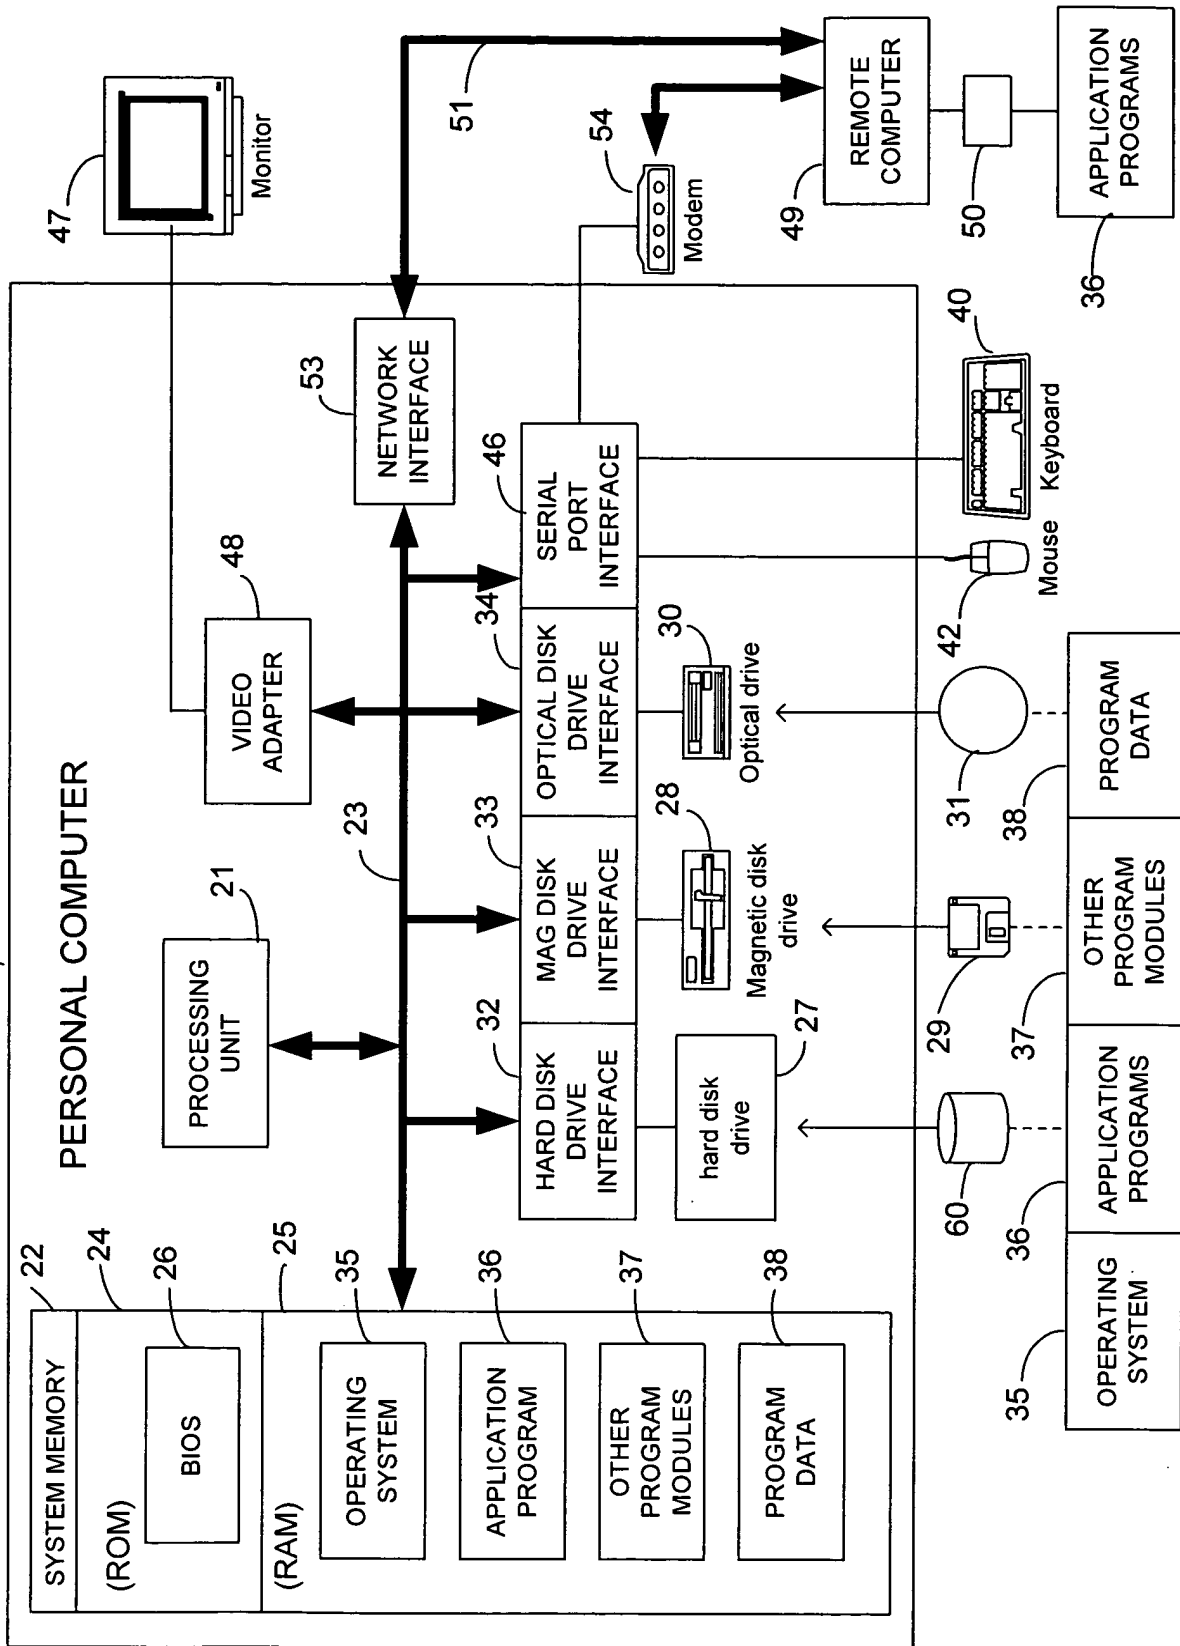 PERSONAL COMPUTER
SYSTEM MEMORY
22
(ROM)
24
BIOS
26
(RAM)
25
OPERATING
SYSTEM
35
APPLICATION
PROGRAM
36
OTHER
PROGRAM
MODULES
37
PROGRAM
DATA
38
PROCESSING
UNIT
21
23
VIDEO
ADAPTER
48
47
Monitor
NETWORK
INTERFACE
53
51
HARD DISK
DRIVE
INTERFACE
32
MAG DISK
DRIVE
INTERFACE
33
OPTICAL DISK
DRIVE
INTERFACE
34
SERIAL
PORT
INTERFACE
46
hard disk
drive
27
Magnetic disk
drive
28
Optical drive
30
54
Modem
REMOTE
COMPUTER
49
50
APPLICATION
PROGRAMS
36
60
29
31
42
Mouse
40
Keyboard
OPERATING
SYSTEM
35
APPLICATION
PROGRAMS
36
OTHER
PROGRAM
MODULES
37
PROGRAM
DATA
38